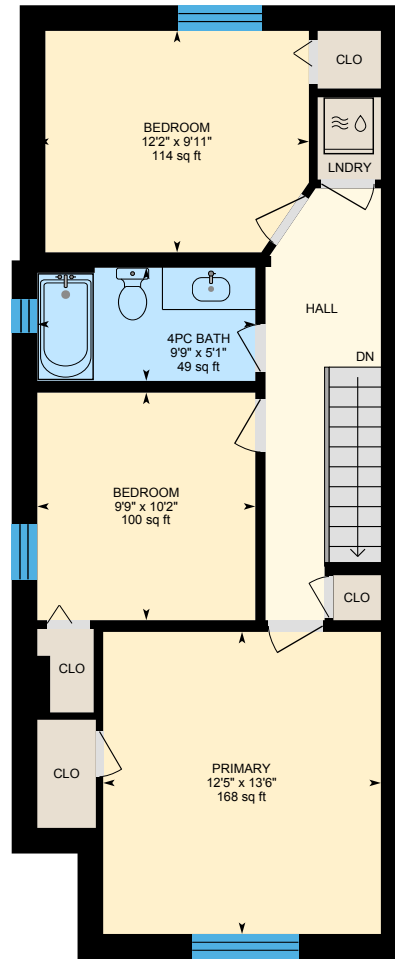 CLO
BEDROOM
12'2" x 9'11"
114 sq ft
LNDRY
HALL
4PC BATH
9'9" x 5'1"
49 sq ft
DN
BEDROOM
9'9" x 10'2"
100 sq ft
CLO
CLO
CLO
PRIMARY
12'5" x 13'6"
168 sq ft